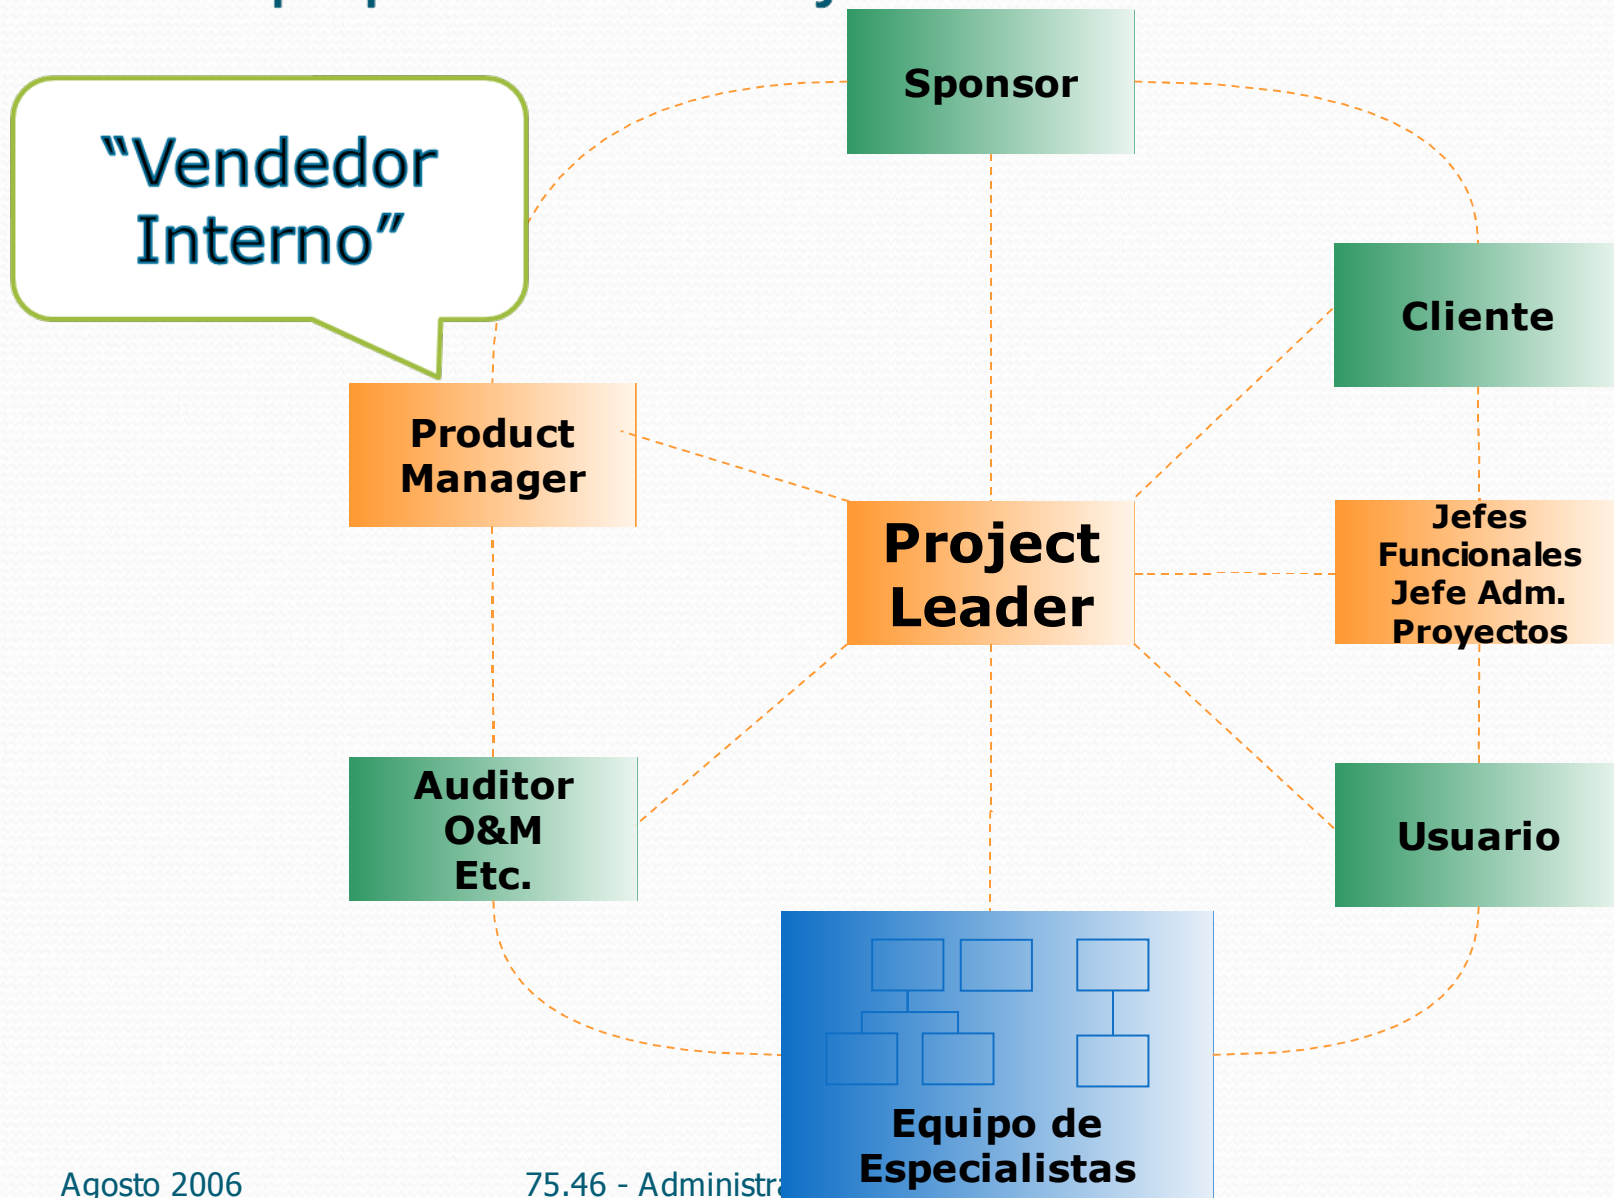 Sponsor
“Vendedor
Interno”
Cliente
Product
Manager
Project
Leader
Jefes
Funcionales
Jefe Adm.
Proyectos
Auditor
O&M
Etc.
Usuario
Equipo de
Especialistas
Agosto 2006
75.46 - Administra